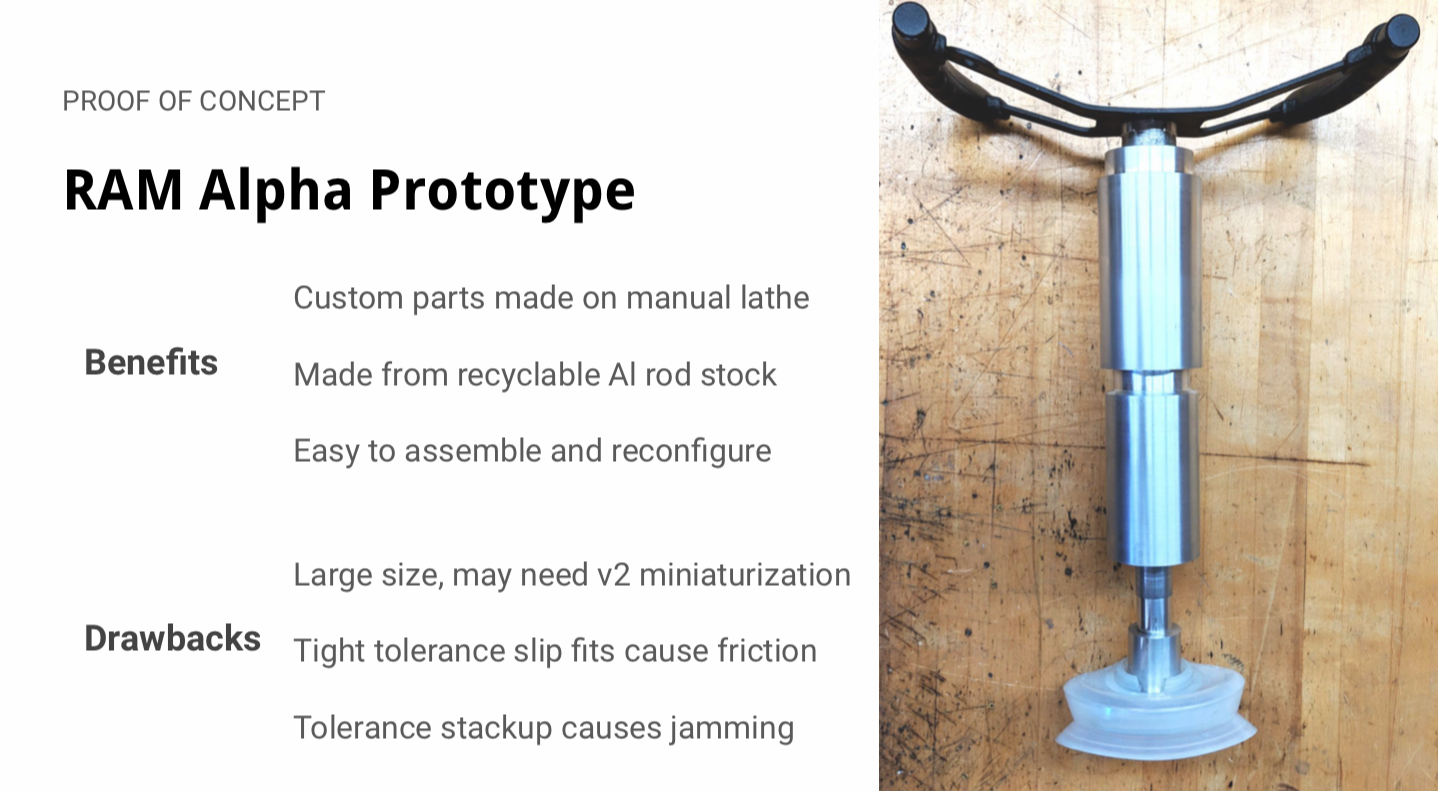 PROOF OF CONCEPT
RAM Alpha Prototype
Benefits
Custom parts made on manual lathe
Made from recyclable Al rod stock
Easy to assemble and reconfigure
Drawbacks
Large size, may need v2 miniaturization
Tight tolerance slip fits cause friction
Tolerance stackup causes jamming